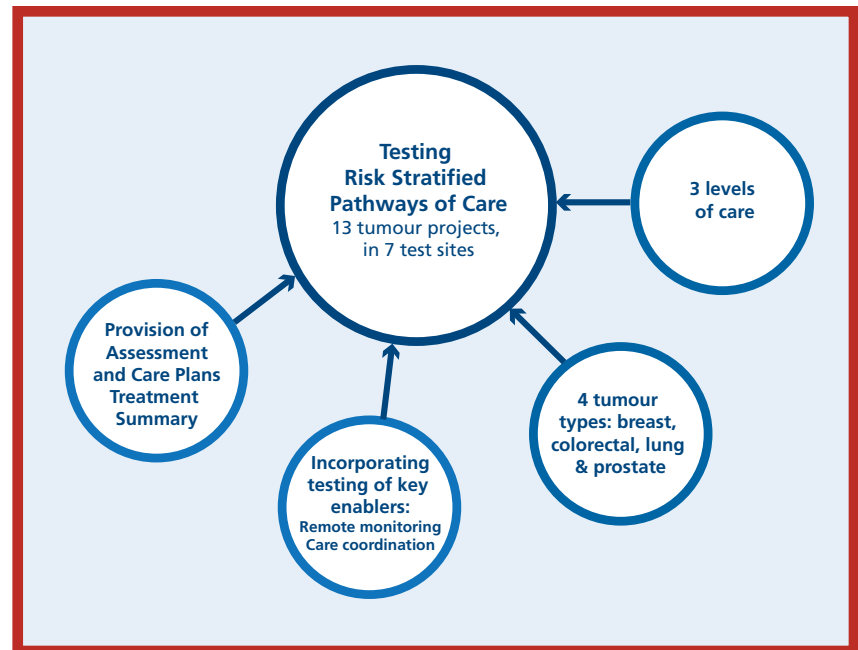 Testing
Risk Stratified
Pathways of Care
13 tumour projects,
in 7 test sites
3 levels
of care
Provision of
Assessment
and Care Plans
Treatment
Summary
4 tumour
types: breast,
colorectal, lung
& prostate
Incorporating
testing of key
enablers:
Remote monitoring
Care coordination